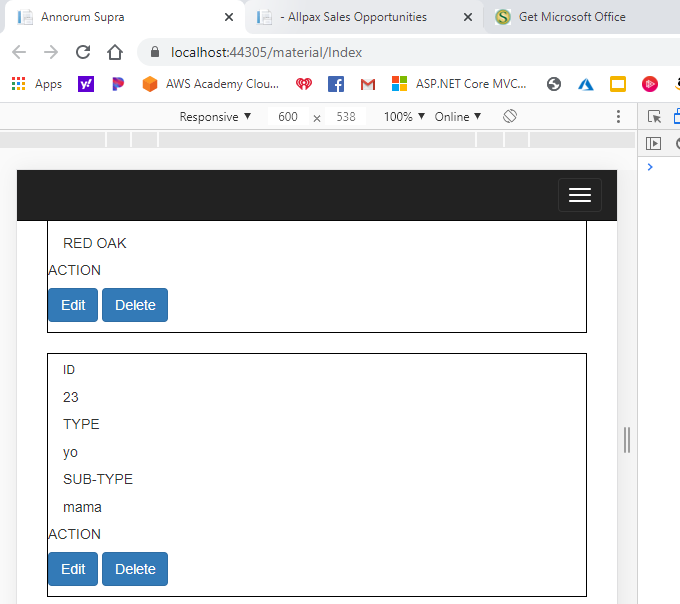 Annorum Supra
- Allpax Sales Opportunities
Get Microsoft Office
localhost:44305/material/Index
Apps
AWS Academy Clou...
ASP.NET Core MVC...
Responsive ▼ 600 × 538 100% ▼ Online ▼
RED OAK
ACTION
Edit Delete
ID
23
TYPE
yo
SUB-TYPE
mama
ACTION
Edit Delete